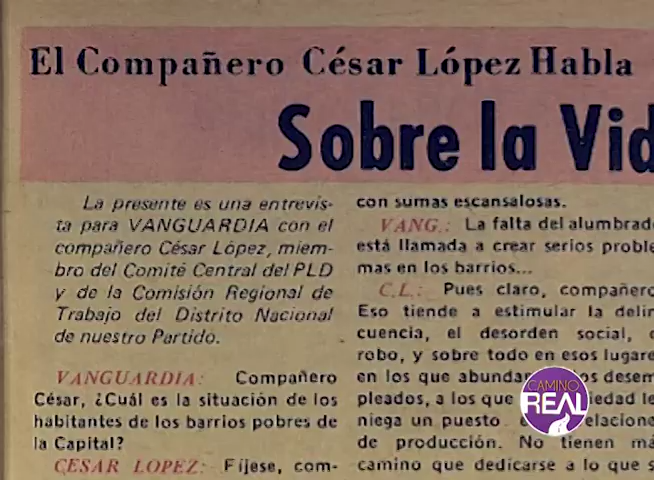 El Compañero César López Habla
Sobre la Vid
La presente es una entrevis-
ta para VANGUARDIA con el
compañero César López, miem-
bro del Comité Central del PLD
y de la Comisión Regional de
Trabajo del Distrito Nacional
de nuestro Partido.
VANGUARDIA: Compañero
César, ¿Cuál es la situación de los
habitantes de los barrios pobres de
la Capital?
CESAR LOPEZ: Fíjese, com-
con sumas escansalosas.
VANG.: La falta del alumbrad
está llamada a crear serios proble
mas en los barrios...
C.L.: Pues claro, compañero
Eso tiende a estimular la delin
cuencia, el desorden social,
robo, y sobre todo en esos lugare
en los que abundan os desem
pleados, a los que iedad le
niega un puesto elacione
de producción. No tienen má
camino que dedicarse a lo que s
CAMINO
REAL